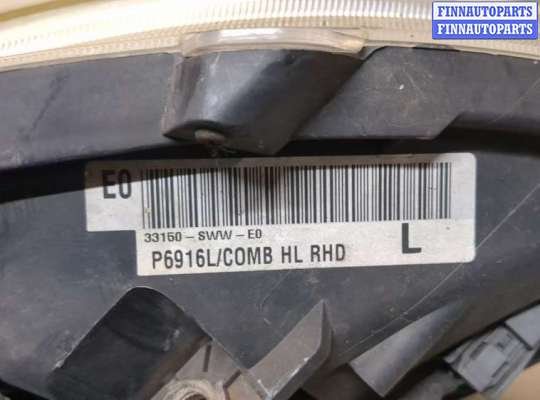 FINNAUTOPARTS
FINNAUTOPARTS
E0
33150-SWW-E0
P6916L/COMB HL RHD
L